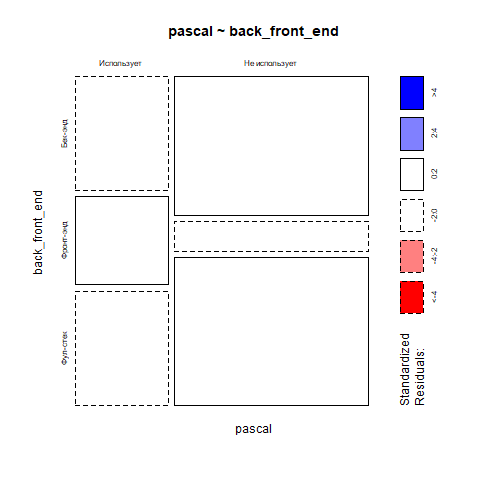 pascal ~ back_front_end
Использует
Не использует
Бек-энд
Фронт-энд
Фул-стек
back_front_end
pascal
>4
2:4
0:2
-2:0
-4:-2
<-4
Standardized
Residuals: